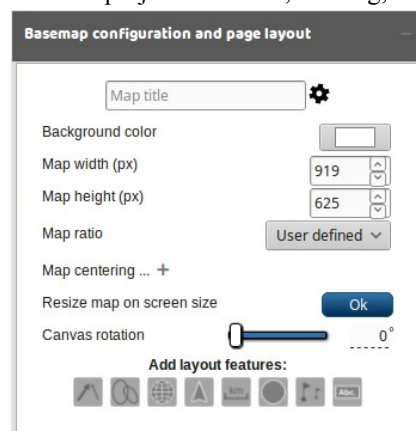 Basemap configuration and page layout
Map title
Background color
Map width (px) 919
Map height (px) 625
Map ratio User defined
Map centering ... +
Resize map on screen size Ok
Canvas rotation 0°
Add layout features:
km
Abc